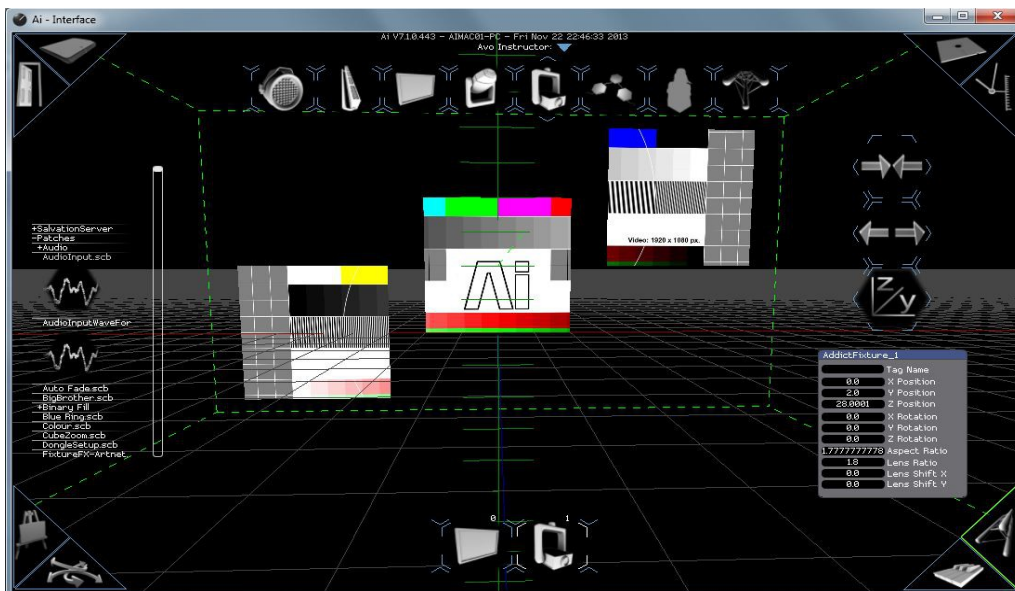 Ai - Interface
Ai V7.1.0.443 - AIMAC01-PC - Fri Nov 22 22:46:33 2013
Avo Instructor:
+SalvationServer
-Patches
+Audio
AudioInput.scb
AudioInputWaveFor
Auto Fade.scb
BigBrother.scb
+Binary Fill
Blue Ring.scb
Colour.scb
CubeZoom.scb
DongleSetup.scb
FixtureFX-Artnet.
Ai
Video: 1920 x 1080 px.
z/y
AddictFixture_1
Tag Name
0.0 X Position
2.0 Y Position
28.0001 Z Position
0.0 X Rotation
0.0 Y Rotation
0.0 Z Rotation
1.7777777778 Aspect Ratio
1.8 Lens Ratio
0.0 Lens Shift X
0.0 Lens Shift Y
0
1